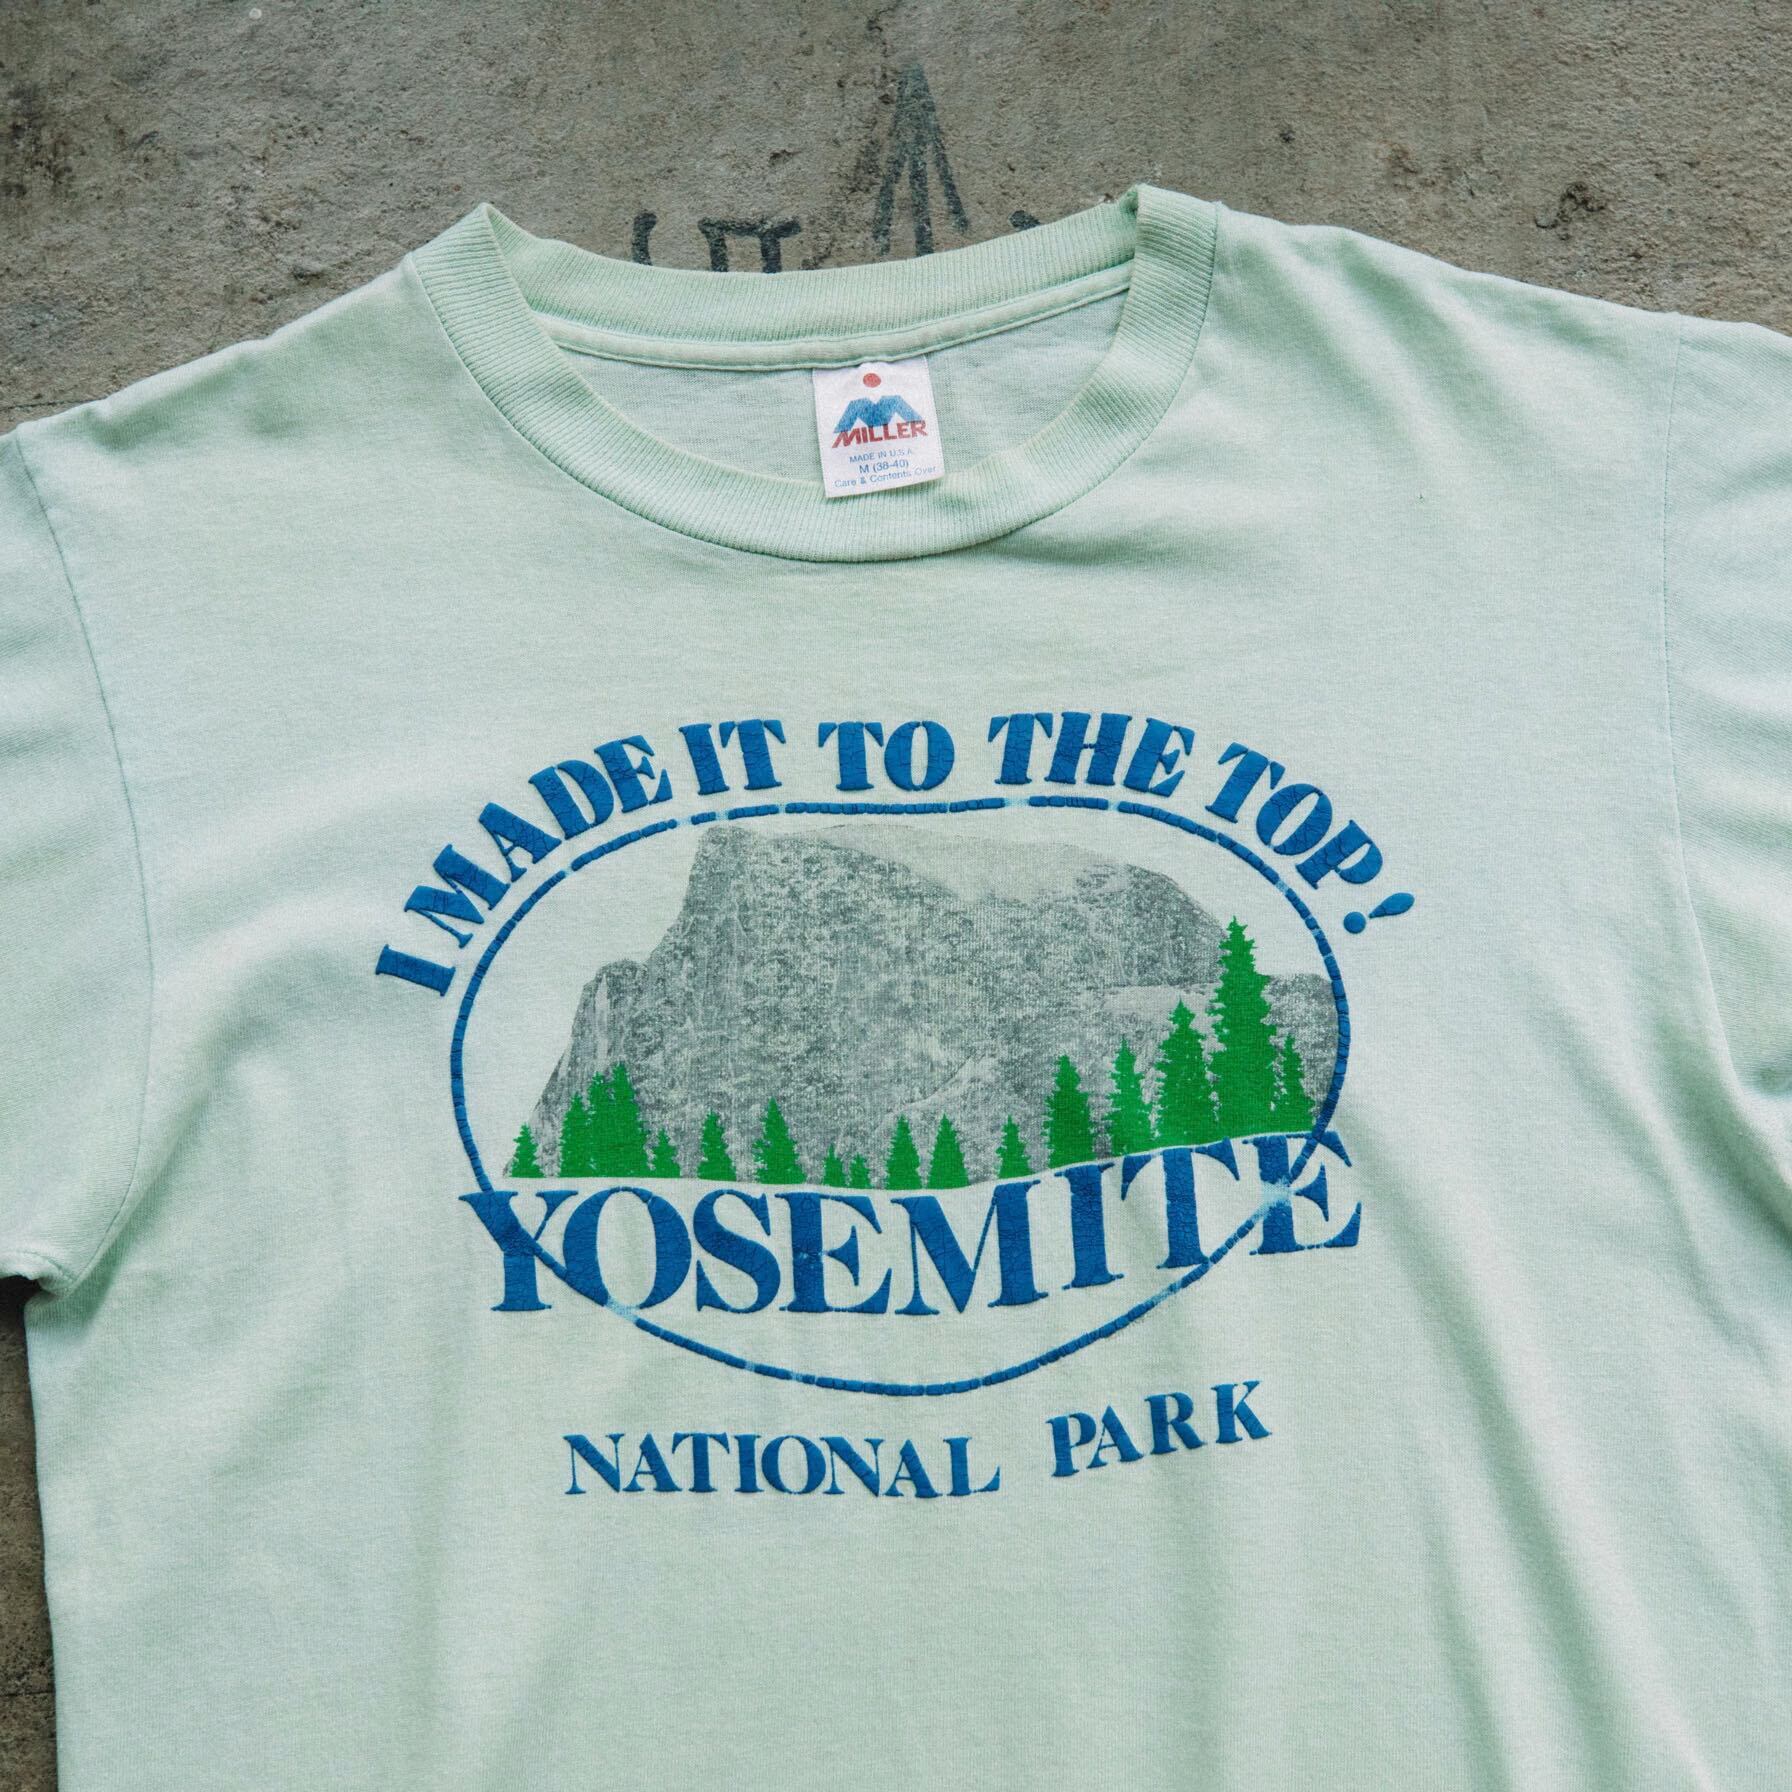 MILLER
MADE IN U.S.A.
M (38-40)
Care & Contents Over
I MADE IT TO THE TOP!
YOSEMITE
NATIONAL PARK